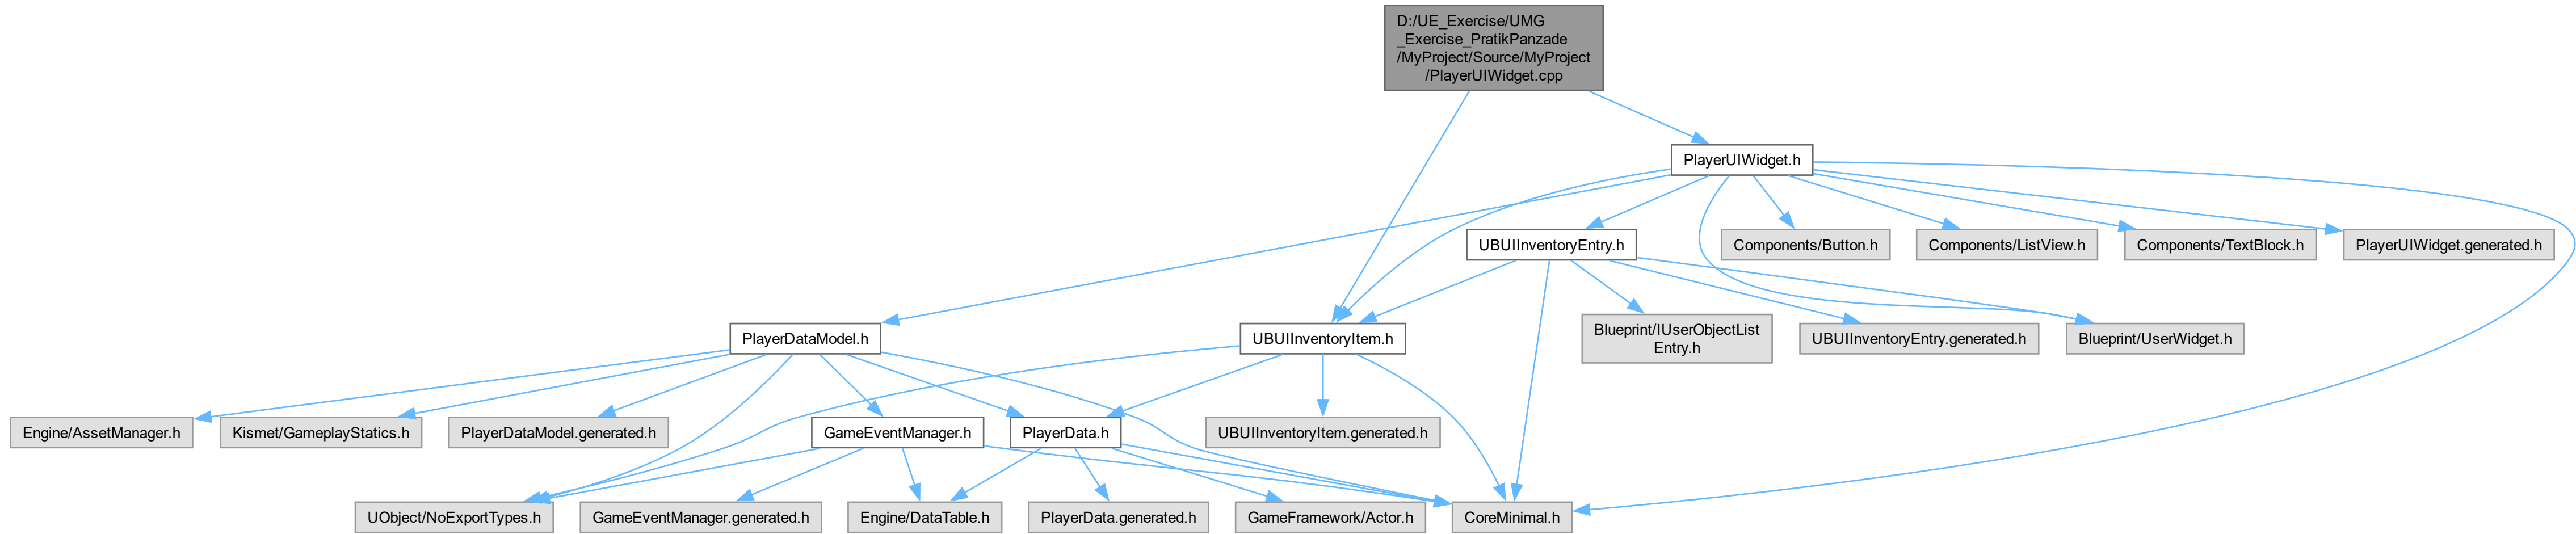 D:/UE_Exercise/UMG
_Exercise_PratikPanzade
/MyProject/Source/MyProject
/PlayerUIWidget.cpp
PlayerUIWidget.h
UBUIInventoryEntry.h
Components/Button.h
Components/ListView.h
Components/TextBlock.h
PlayerUIWidget.generated.h
PlayerDataModel.h
UBUIInventoryItem.h
Blueprint/IUserObjectList
Entry.h
UBUIInventoryEntry.generated.h
Blueprint/UserWidget.h
Engine/AssetManager.h
Kismet/GameplayStatics.h
PlayerDataModel.generated.h
GameEventManager.h
PlayerData.h
UBUIInventoryItem.generated.h
UObject/NoExportTypes.h
GameEventManager.generated.h
Engine/DataTable.h
PlayerData.generated.h
GameFramework/Actor.h
CoreMinimal.h